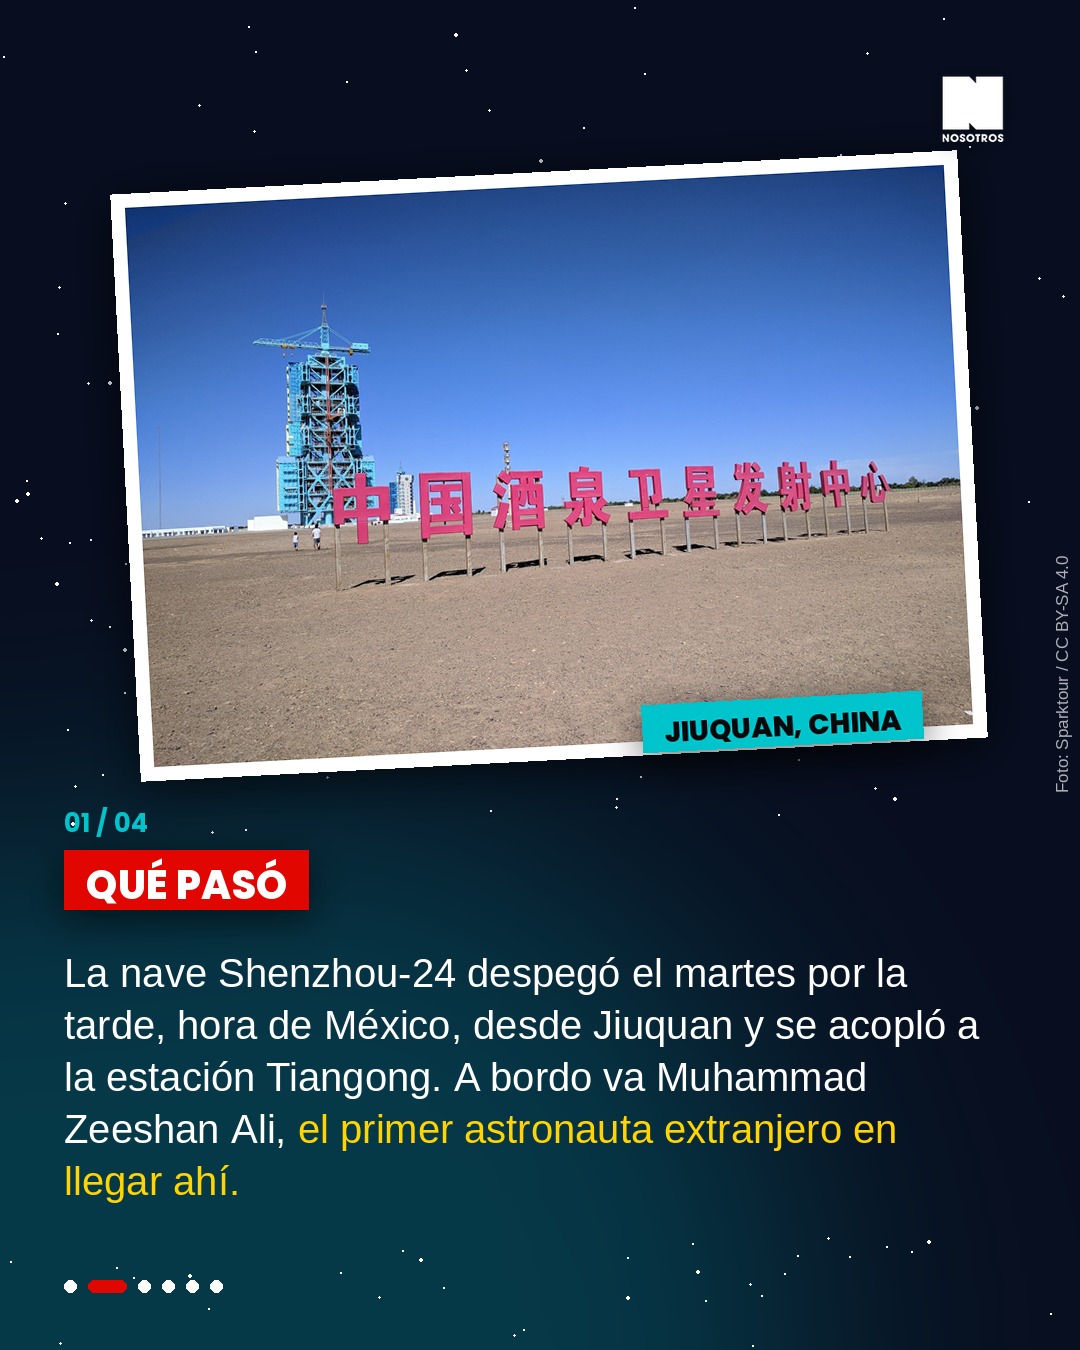 NOSOTROS
中国酒泉卫星发射中心
JIUQUAN, CHINA
Foto: Sparktour / CC BY-SA 4.0
01 / 04
QUÉ PASÓ
La nave Shenzhou-24 despegó el martes por la
tarde, hora de México, desde Jiuquan y se acopló a
la estación Tiangong. A bordo va Muhammad
Zeeshan Ali, el primer astronauta extranjero en
llegar ahí.